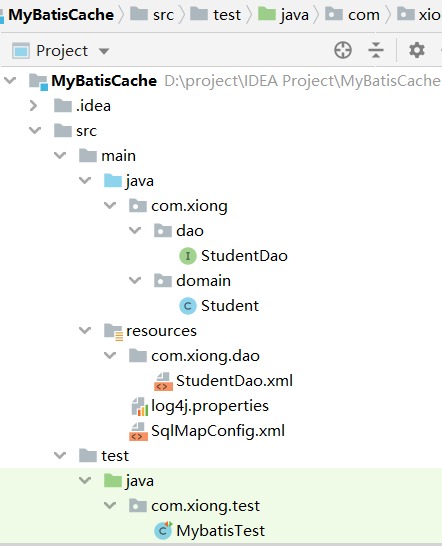 MyBatisCache src test java com xio
Project
MyBatisCache D:\project\IDEA Project\MyBatisCache
.idea
src
main
java
com.xiong
dao
StudentDao
domain
Student
resources
com.xiong.dao
StudentDao.xml
log4j.properties
SqlMapConfig.xml
test
java
com.xiong.test
MybatisTest